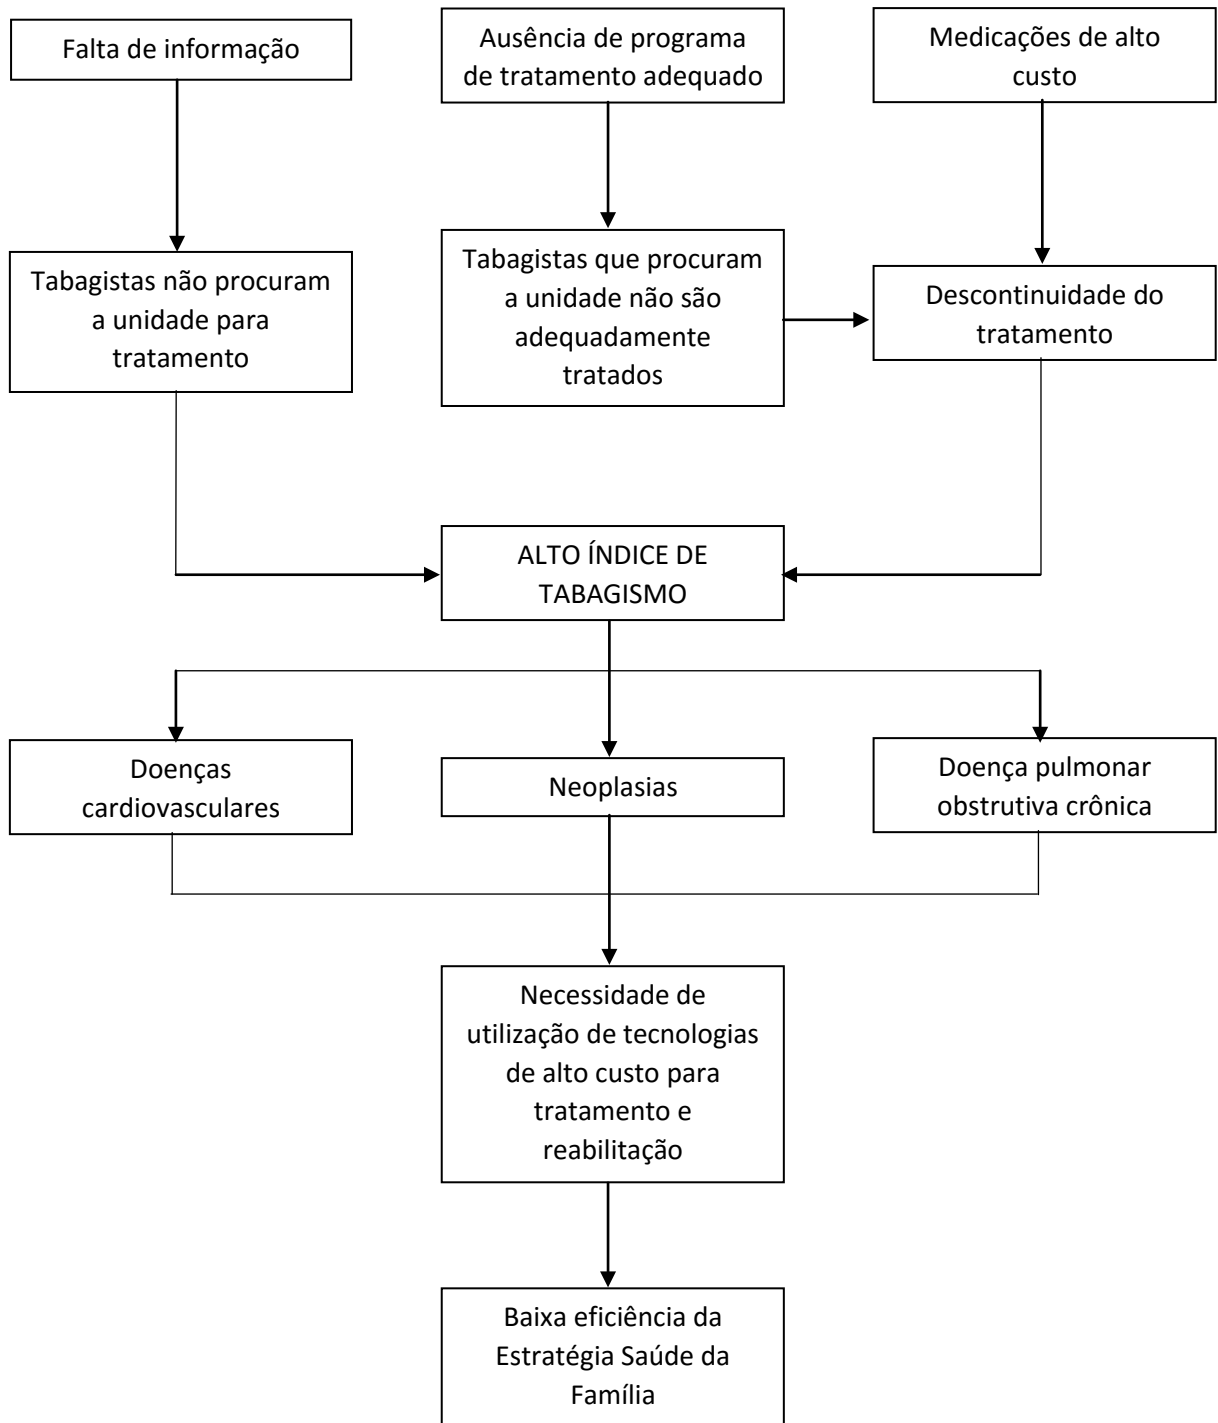 Falta de informação
Ausência de programa
de tratamento adequado
Medicações de alto
custo
Tabagistas não procuram
a unidade para
tratamento
Tabagistas que procuram
a unidade não são
adequadamente
tratados
Descontinuidade do
tratamento
ALTO ÍNDICE DE
TABAGISMO
Doenças
cardiovasculares
Neoplasias
Doença pulmonar
obstrutiva crônica
Necessidade de
utilização de tecnologias
de alto custo para
tratamento e
reabilitação
Baixa eficiência da
Estratégia Saúde da
Família